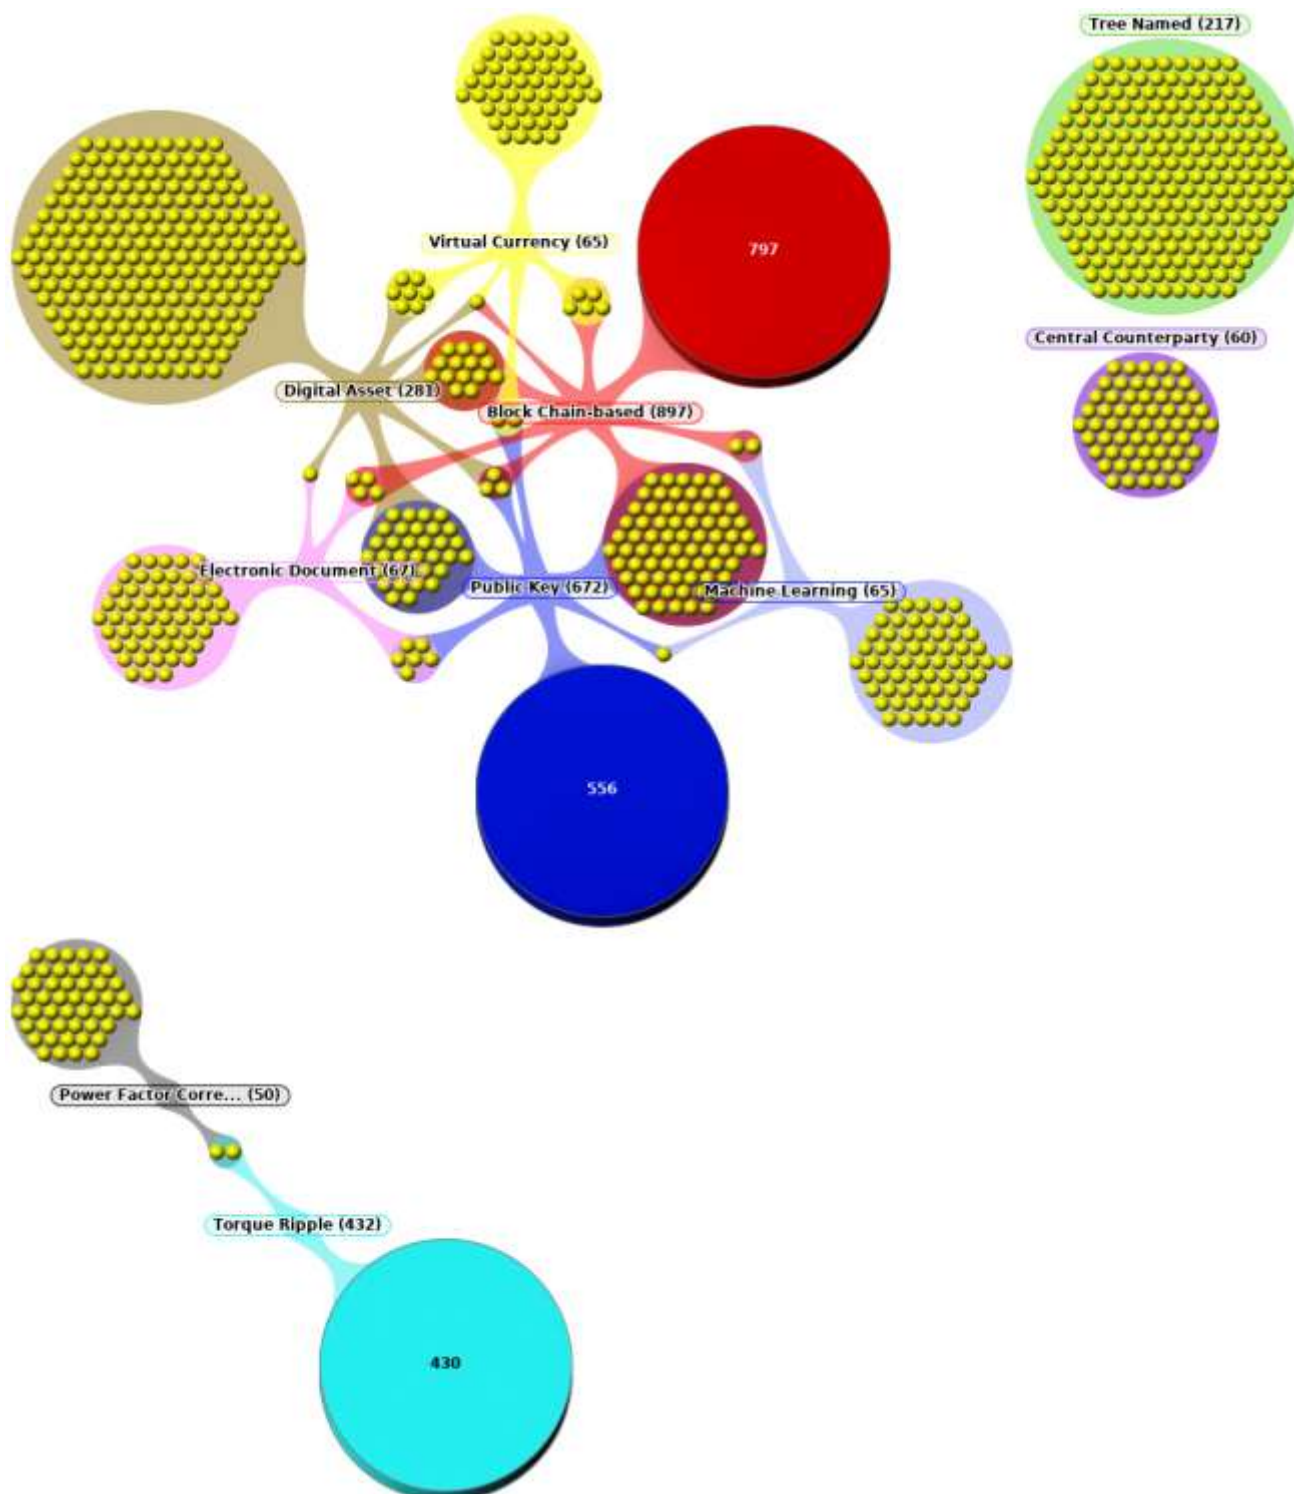 Tree Named (217)
Virtual Currency (65)
797
Central Counterparty (60)
Digital Asset (281)
Block Chain-based (897)
Electronic Document (67)
Public Key (672)
Machine Learning (65)
556
Power Factor Corre... (50)
Torque Ripple (432)
430